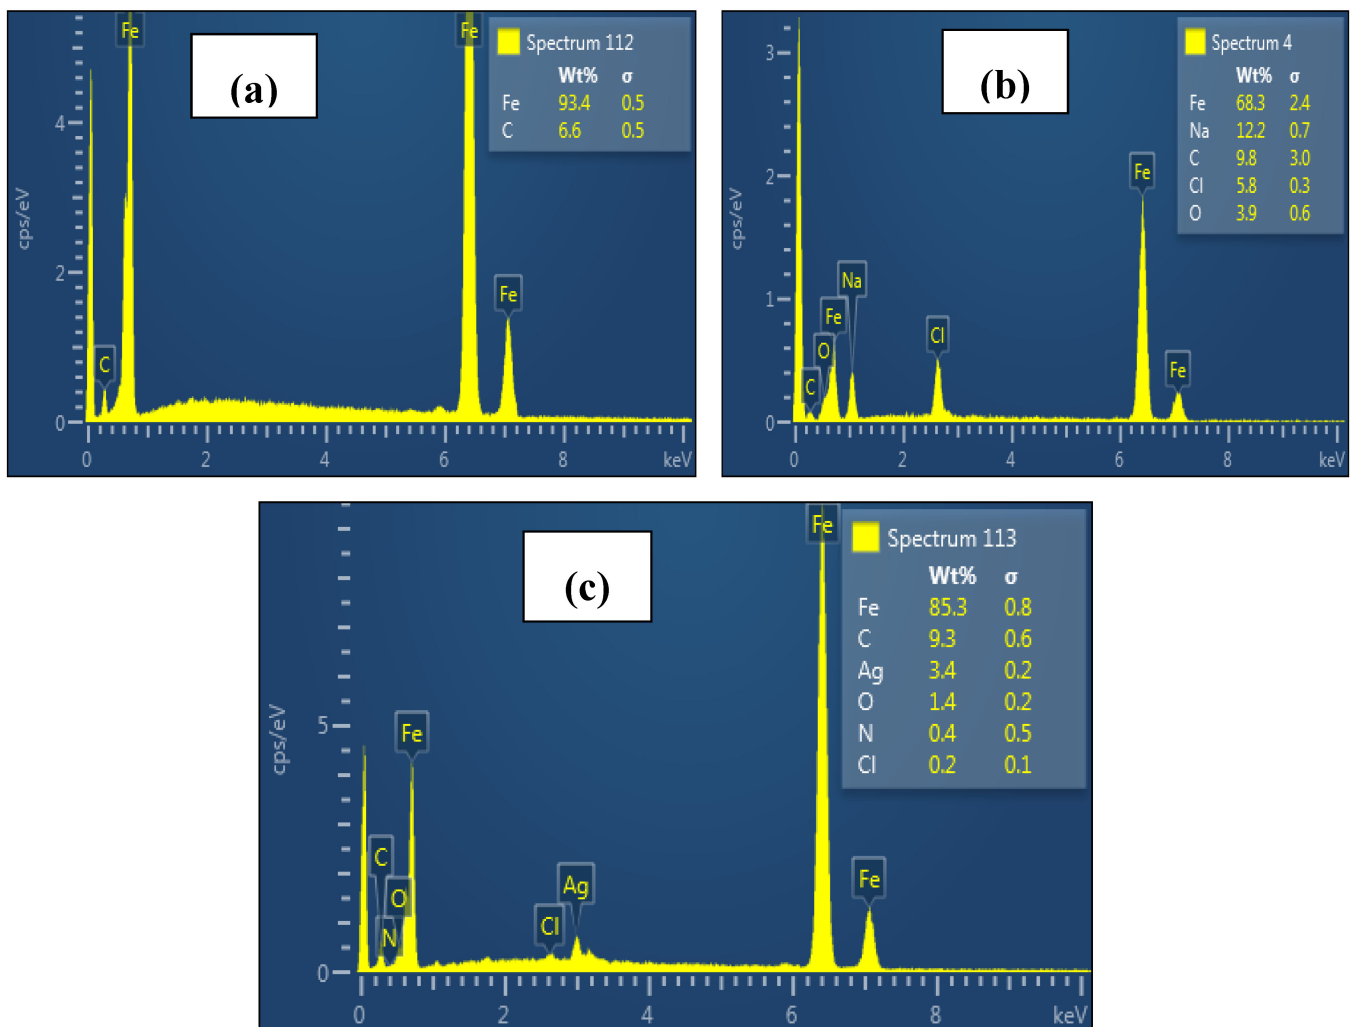 Fe
Fe
(a)
Spectrum 112
Wt% σ
Fe 93.4 0.5
C 6.6 0.5
4
2
0
cps/eV
C
Fe
0 2 4 6 8 keV
(b)
Spectrum 4
Wt% σ
Fe 68.3 2.4
Na 12.2 0.7
C 9.8 3.0
Cl 5.8 0.3
O 3.9 0.6
3
2
1
0
cps/eV
Fe
Na
Fe
O
C
Cl
Fe
0 2 4 6 8 keV
Fe
(c)
Spectrum 113
Wt% σ
Fe 85.3 0.8
C 9.3 0.6
Ag 3.4 0.2
O 1.4 0.2
N 0.4 0.5
Cl 0.2 0.1
5
0
cps/eV
Fe
C
O
N
Cl
Ag
Fe
0 2 4 6 8 keV